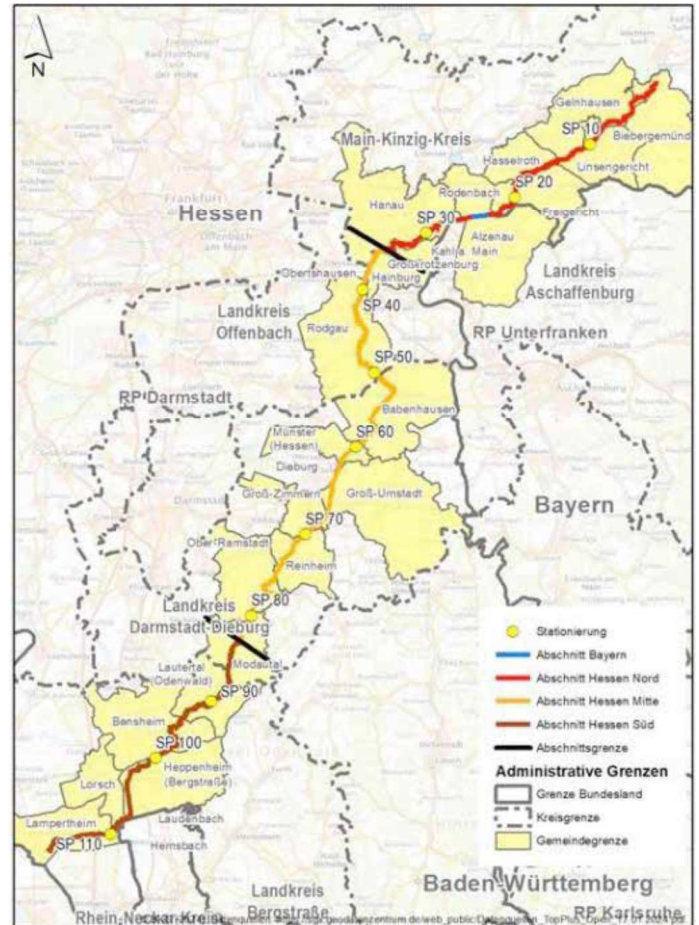 N
Gelnhausen
SP 10
Biebergemünd
Main-Kinzig-Kreis
Hasselroth
Linsengericht
SP 20
Rodenbach
Hessen
Hanau
Freigericht
SP 30
Alzenau
Kahl a. Main
Großkrotzenburg
Obertshausen
Hainburg
Landkreis
Aschaffenburg
SP 40
Landkreis
Offenbach
Rodgau
RP Unterfranken
SP 50
RP Darmstadt
Babenhausen
Münster
(Hessen)
SP 60
Dieburg
Groß-Zimmern
Groß-Umstadt
Bayern
SP 70
Ober-Ramstadt
Reinheim
SP 80
Landkreis
Darmstadt-Dieburg
Modautal
Lautertal
(Odenwald)
SP 90
Bensheim
SP 100
Heppenheim
(Bergstraße)
Lorsch
Lampertheim
Laudenbach
SP 110
Hemsbach
Stationierung
Abschnitt Bayern
Abschnitt Hessen Nord
Abschnitt Hessen Mitte
Abschnitt Hessen Süd
Abschnittsgrenze
Administrative Grenzen
Grenze Bundesland
Kreisgrenze
Gemeindegrenze
Baden-Württemberg
Landkreis
Bergstraße
Rhein-Neckar-Kreis
RP Karlsruhe